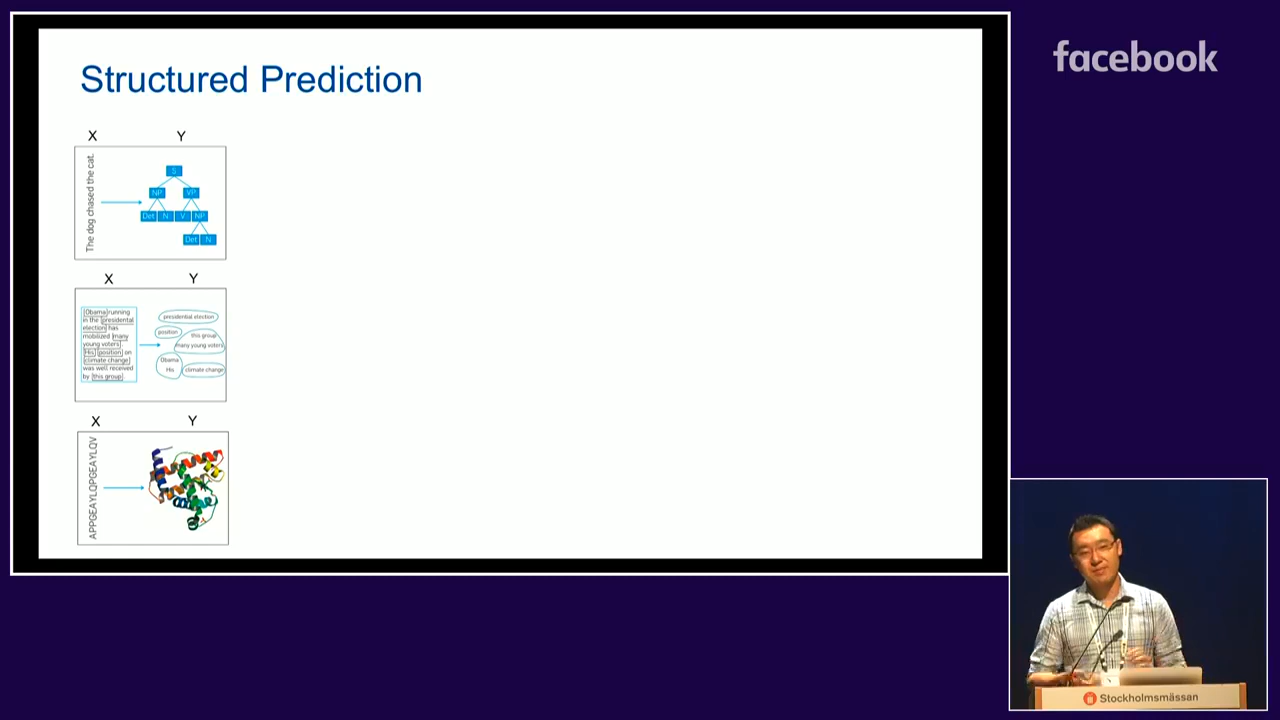 Structured Prediction
facebook
X Y
The dog chased the cat.
S
NP VP
Det N V NP
Det N
X Y
Obama running
in the presidential
election has
mobilized many
young voters.
His position on
climate change
was well received
by this group
presidential election
position
this group
many young voters
Obama
His
climate change
X Y
APPGEAYLQPGEAYLQV
Stockholmsmässan